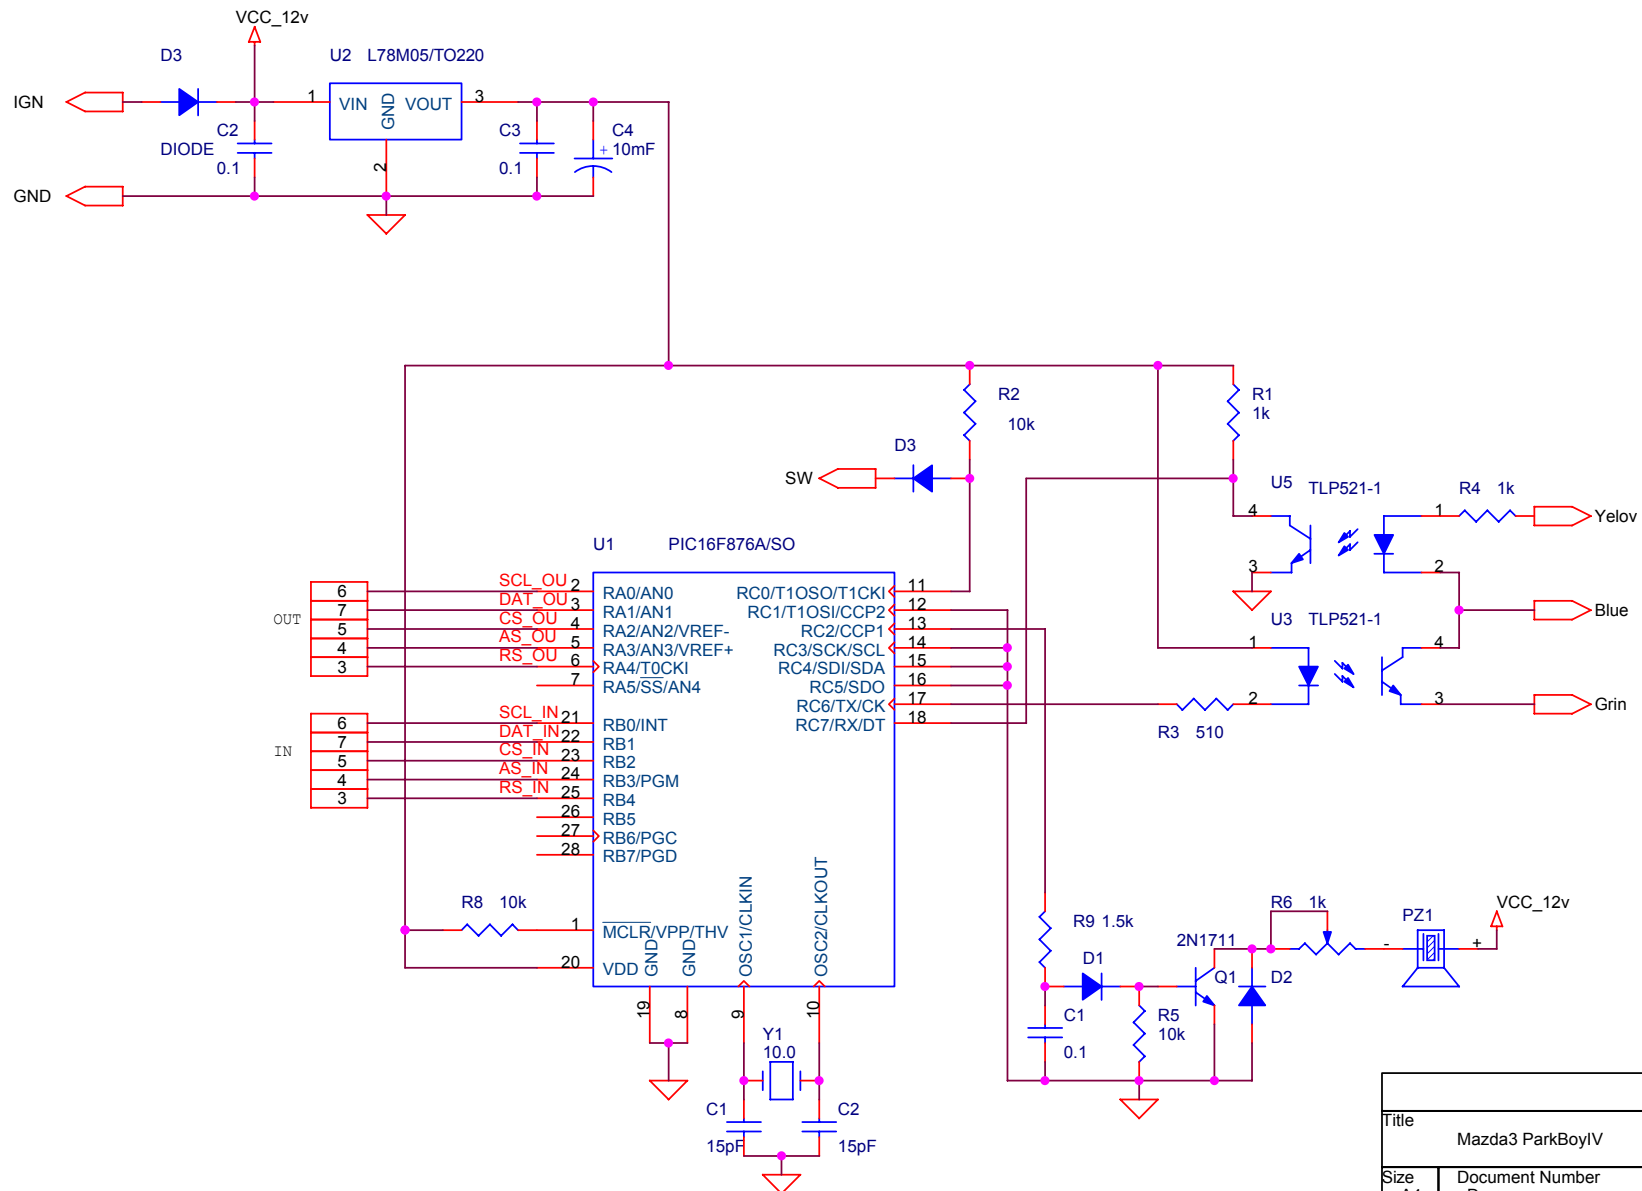 VCC_12v
D3
U2 L78M05/TO220
IGN
1 VIN GND VOUT 3
2
C2
DIODE
0.1
C3
0.1
C4
+ 10mF
GND
R2
10k
R1
1k
D3
SW
U5 TLP521-1
R4 1k
4
1
Yelov
3
2
Blue
U3 TLP521-1
1
4
2
3
Grin
R3 510
U1 PIC16F876A/SO
OUT
6 SCL_OU 2 RA0/AN0
7 DAT_OU 3 RA1/AN1
5 CS_OU 4 RA2/AN2/VREF-
4 AS_OU 5 RA3/AN3/VREF+
3 RS_OU 6 RA4/T0CKI
7 RA5/SS/AN4
RC0/T1OSO/T1CKI 11
RC1/T1OSI/CCP2 12
RC2/CCP1 13
RC3/SCK/SCL 14
RC4/SDI/SDA 15
RC5/SDO 16
RC6/TX/CK 17
RC7/RX/DT 18
IN
6 SCL_IN 21 RB0/INT
7 DAT_IN 22 RB1
5 CS_IN 23 RB2
4 AS_IN 24 RB3/PGM
3 RS_IN 25 RB4
26 RB5
27 RB6/PGC
28 RB7/PGD
R8 10k
1 MCLR/VPP/THV
20 VDD
GND
GND
OSC1/CLKIN
OSC2/CLKOUT
19
8
9
10
Y1
10.0
C1
15pF
C2
15pF
R9 1.5k
D1
C1
0.1
R5
10k
2N1711
Q1
D2
R6 1k
PZ1
- +
VCC_12v
Title
Mazda3 ParkBoyIV
Size
Document Number